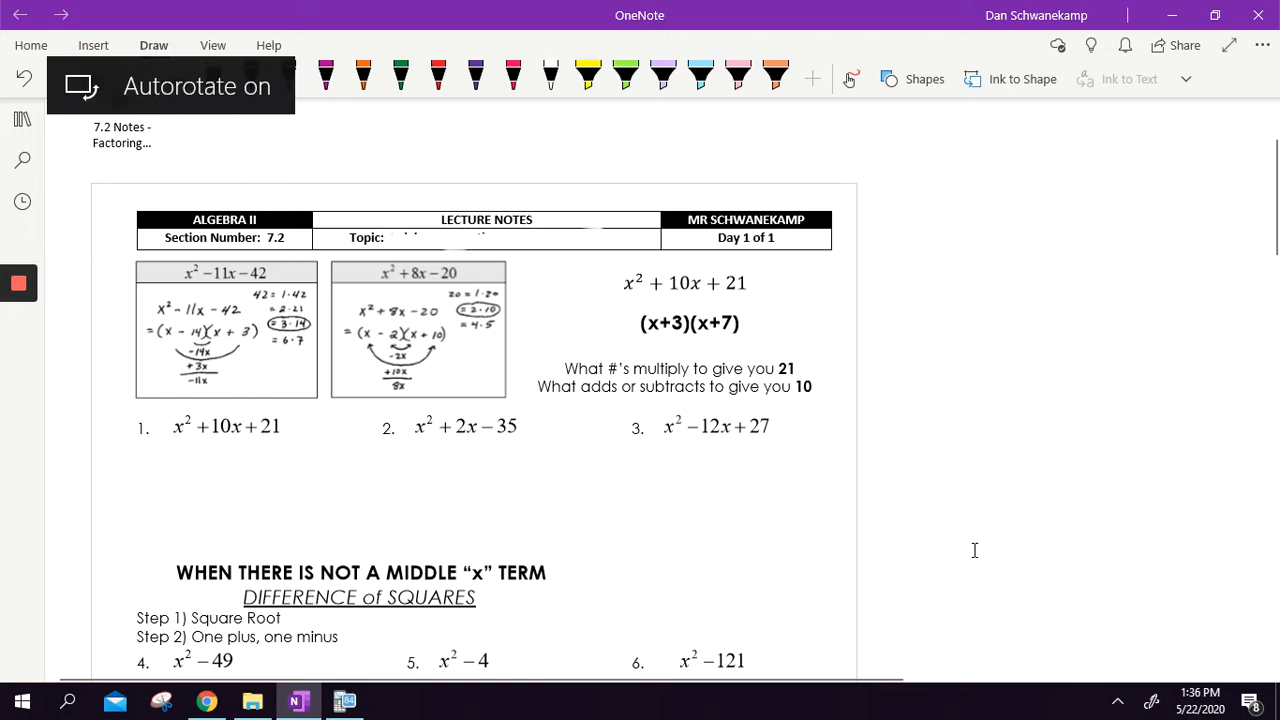 OneNote
Dan Schwanekamp
Home Insert Draw View Help
Share
Autorotate on
Shapes
Ink to Shape
Ink to Text
7.2 Notes -
Factoring...
ALGEBRA II
LECTURE NOTES
MR SCHWANEKAMP
Section Number: 7.2
Topic:
Day 1 of 1
x² −11x − 42
42 = 1·42
x² − 11x − 42
= 2·21
= (x − 14)(x + 3)
= 3·14
= 6·7
−14x
+3x
−11x
x² + 8x − 20
20 = 1·20
x² + 8x − 20
= 2·10
= (x − 2)(x + 10)
= 4·5
−2x
+10x
8x
x² + 10x + 21
(x+3)(x+7)
What #'s multiply to give you 21
What adds or subtracts to give you 10
1. x² +10x + 21
2. x² + 2x − 35
3. x² −12x + 27
WHEN THERE IS NOT A MIDDLE “x” TERM
DIFFERENCE of SQUARES
Step 1) Square Root
Step 2) One plus, one minus
4. x² − 49
5. x² − 4
6. x² −121
84
1:36 PM
5/22/2020
8